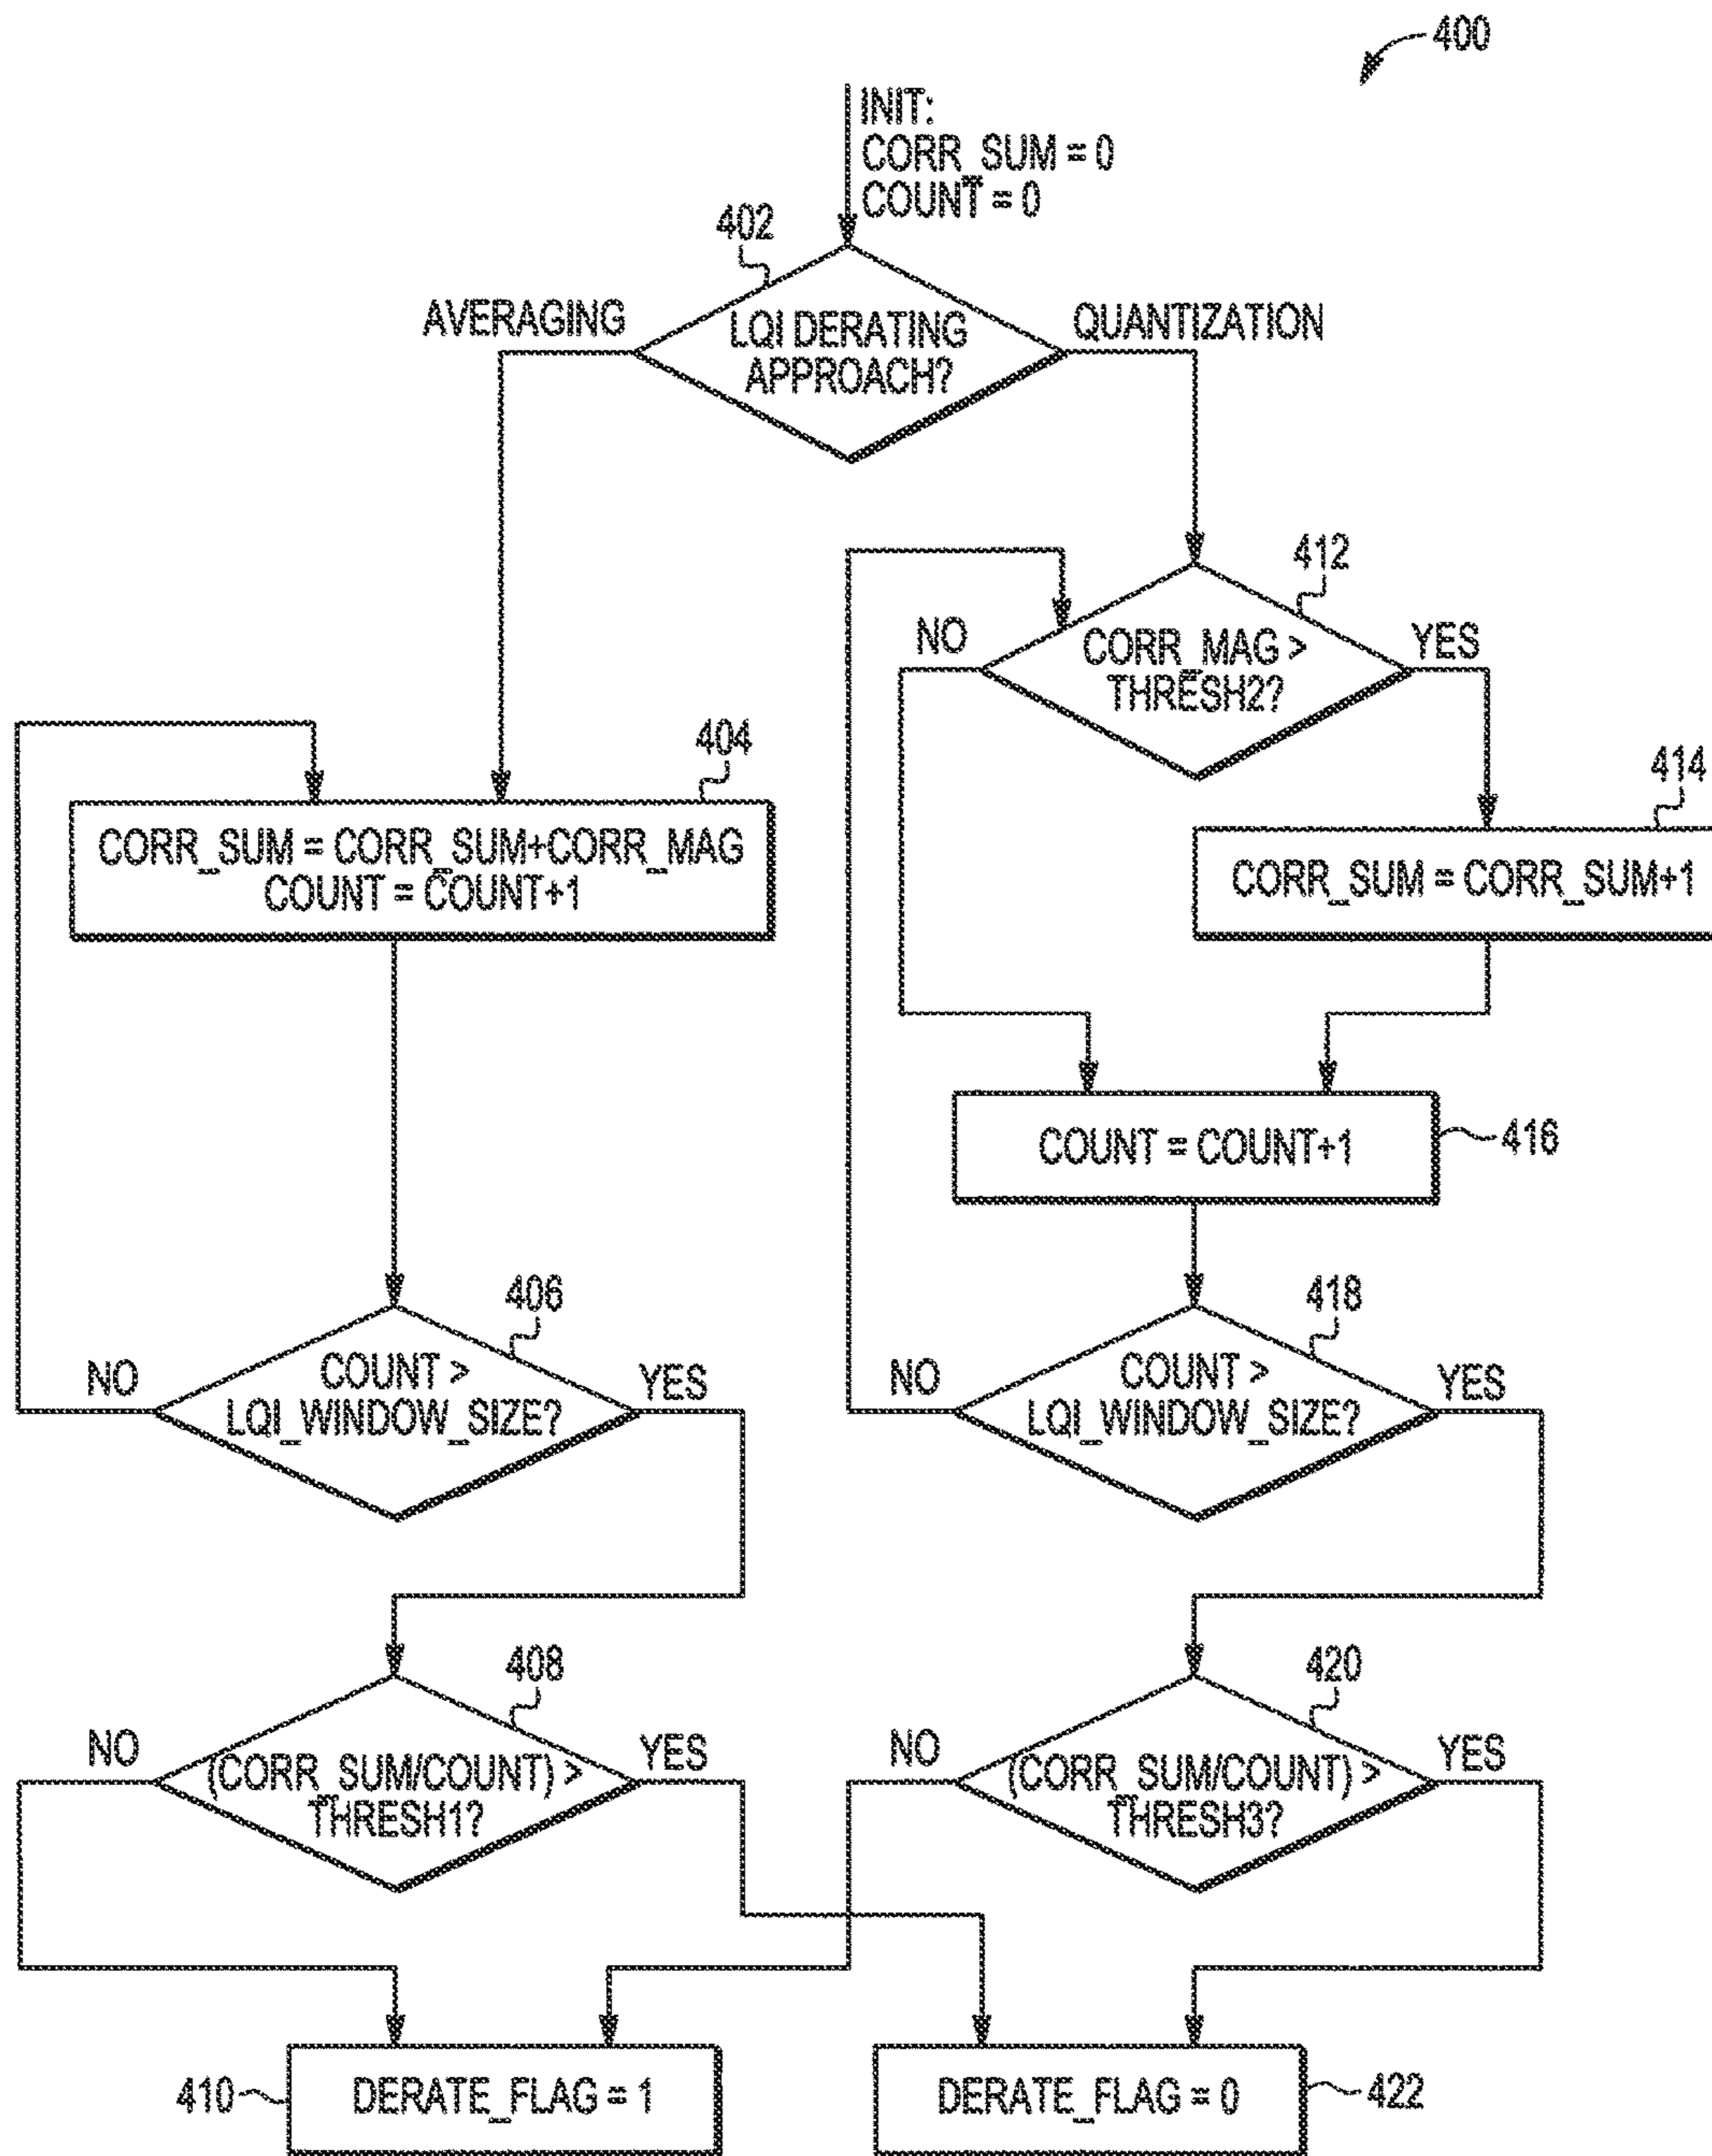 400
INIT:
CORR_SUM = 0
COUNT = 0
402
AVERAGING
LQI DERATING
APPROACH?
QUANTIZATION
412
NO
CORR_MAG >
THRESH2?
YES
404
CORR_SUM = CORR_SUM+CORR_MAG
COUNT = COUNT+1
414
CORR_SUM = CORR_SUM+1
COUNT = COUNT+1
416
406
NO
COUNT >
LQI_WINDOW_SIZE?
YES
418
NO
COUNT >
LQI_WINDOW_SIZE?
YES
408
NO
(CORR_SUM/COUNT) >
THRESH1?
YES
420
NO
(CORR_SUM/COUNT) >
THRESH3?
YES
410
DERATE_FLAG = 1
DERATE_FLAG = 0
422